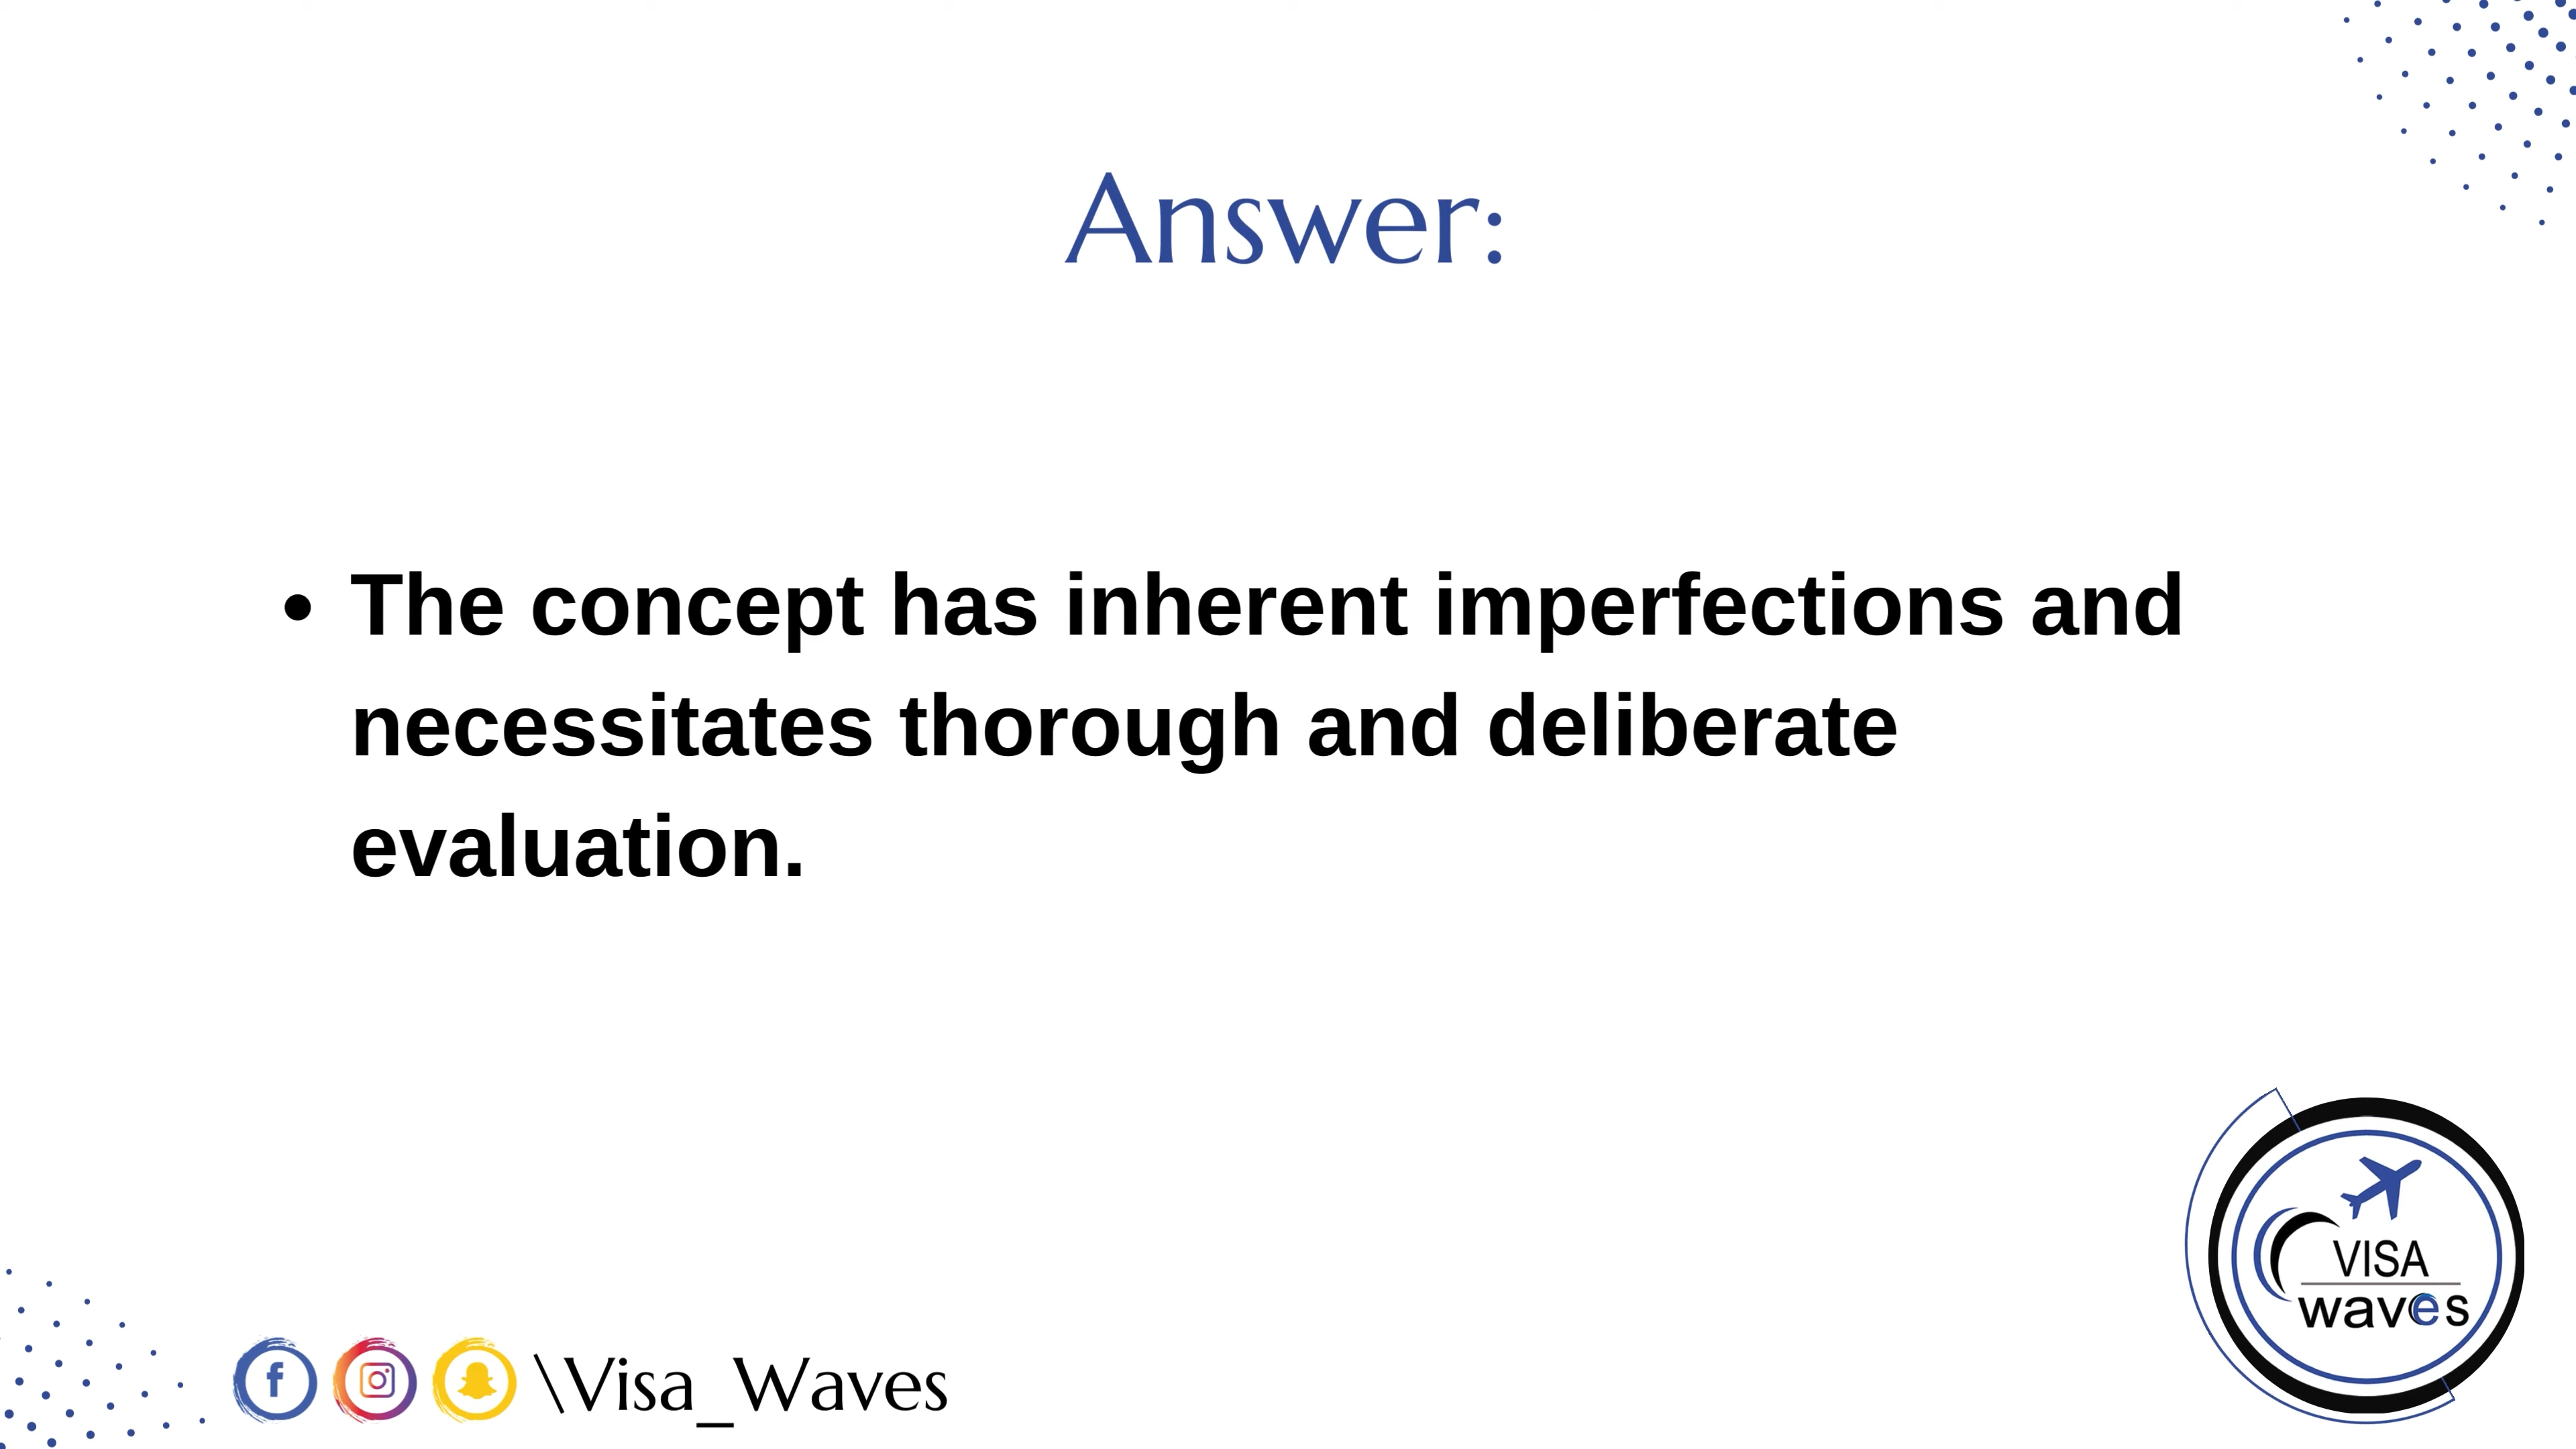 Answer:
• The concept has inherent imperfections and
necessitates thorough and deliberate
evaluation.
VISA
waves
\Visa_Waves